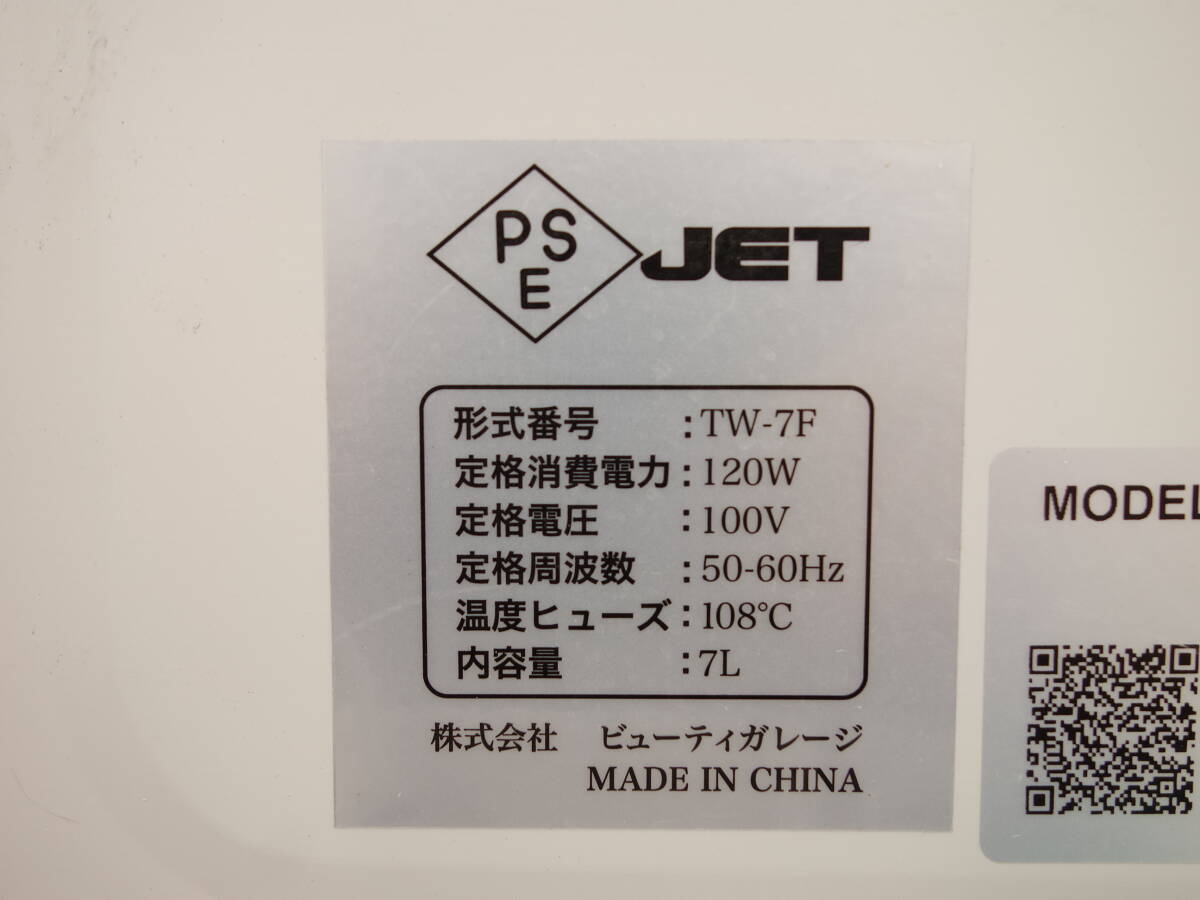 PS
E
JET
形式番号 : TW-7F
定格消費電力 : 120W
定格電圧 : 100V
定格周波数 : 50-60Hz
温度ヒューズ : 108℃
内容量 : 7L
株式会社 ビューティガレージ
MADE IN CHINA
MODEL